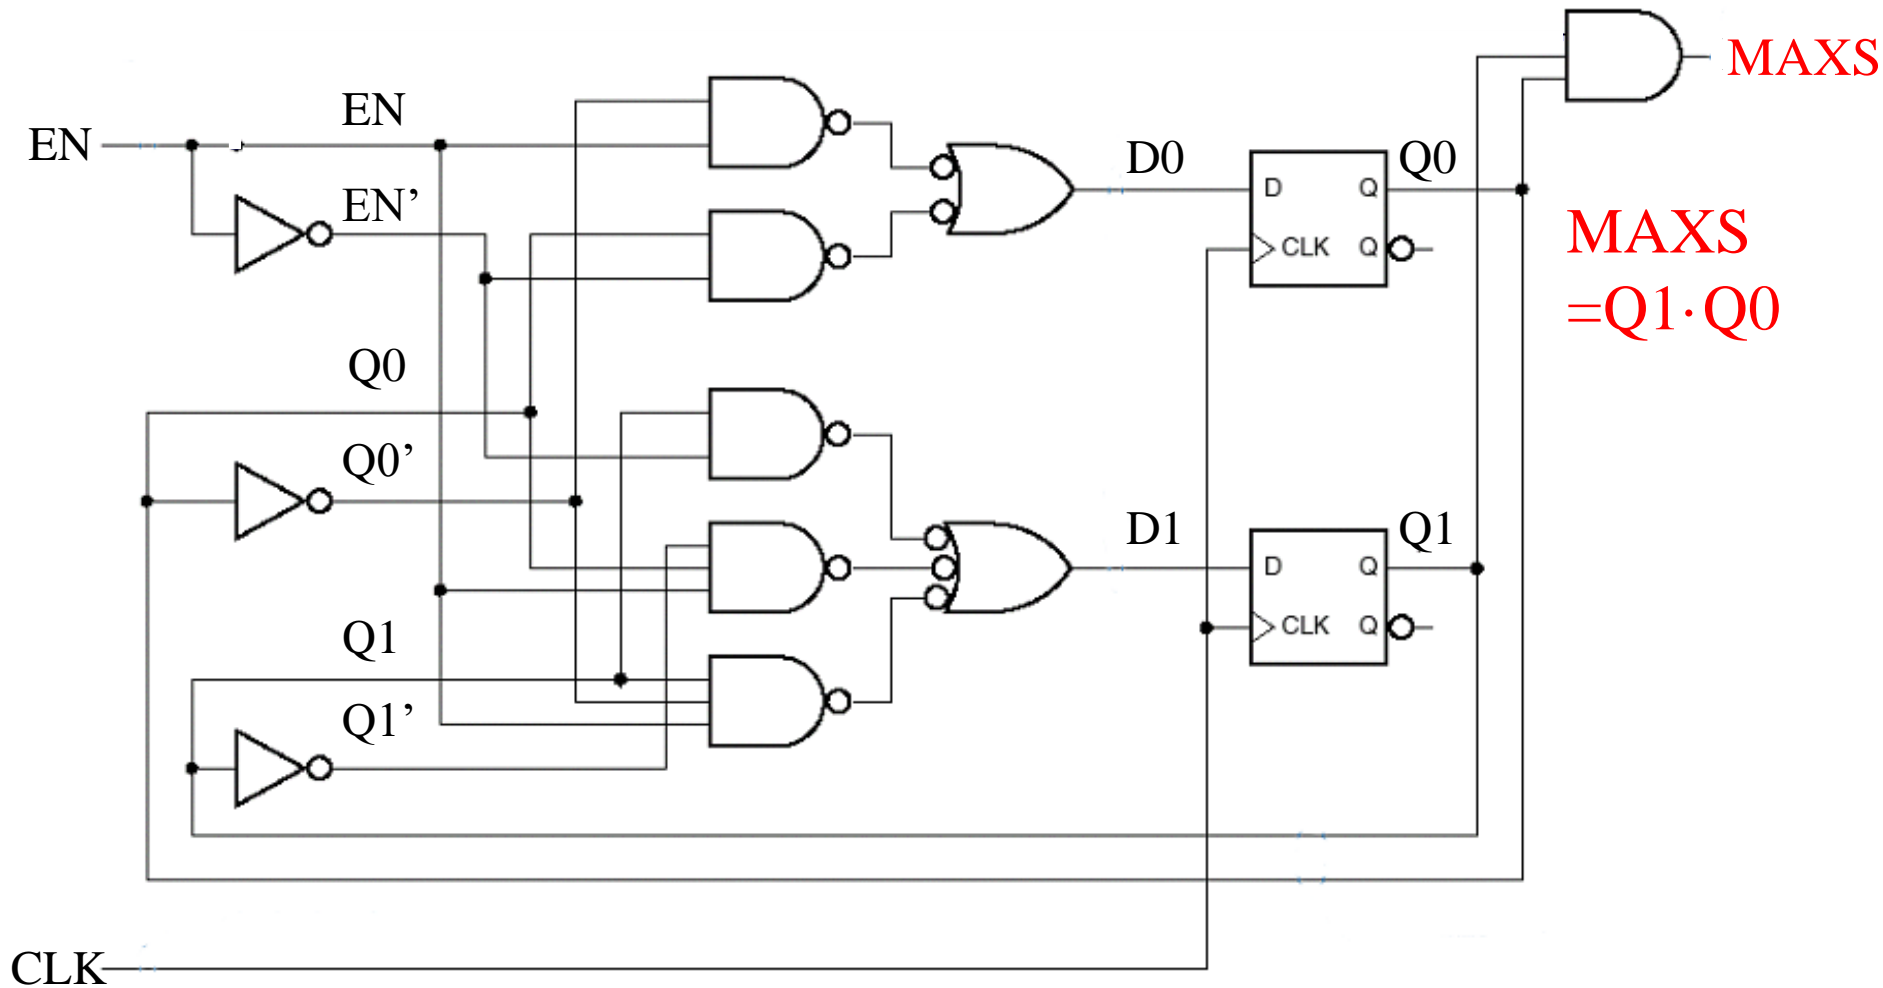 MAXS
EN
EN
EN’
D0
Q0
D
Q
CLK
Q
MAXS
=Q1·Q0
Q0
Q0’
D1
Q1
D
Q
CLK
Q
Q1
Q1’
CLK